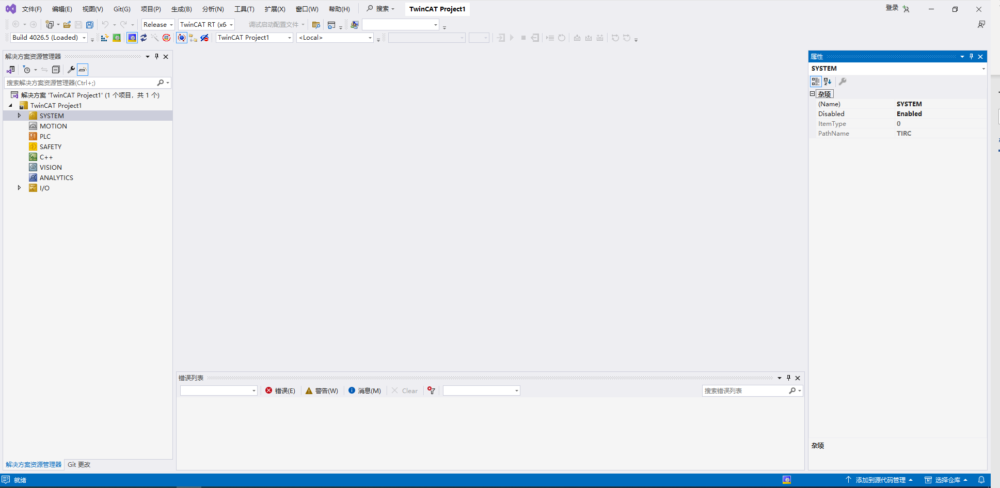 文件(F) 编辑(E) 视图(V) Git(G) 项目(P) 生成(B) 分析(N) 工具(T) 扩展(X) 窗口(W) 帮助(H) 搜索 TwinCAT Project1 登录
Release TwinCAT RT (x6 调试启动配置文件
Build 4026.5 (Loaded) TwinCAT Project1 <Local>
解决方案资源管理器
搜索解决方案资源管理器(Ctrl+;)
解决方案 'TwinCAT Project1' (1 个项目，共 1 个)
TwinCAT Project1
SYSTEM
MOTION
PLC
SAFETY
C++
VISION
ANALYTICS
I/O
解决方案资源管理器 Git 更改
错误列表
错误(E) 警告(W) 消息(M) Clear 搜索错误列表
属性
SYSTEM
杂项
(Name) SYSTEM
Disabled Enabled
ItemType 0
PathName TIRC
杂项
就绪 添加到源代码管理 选择仓库